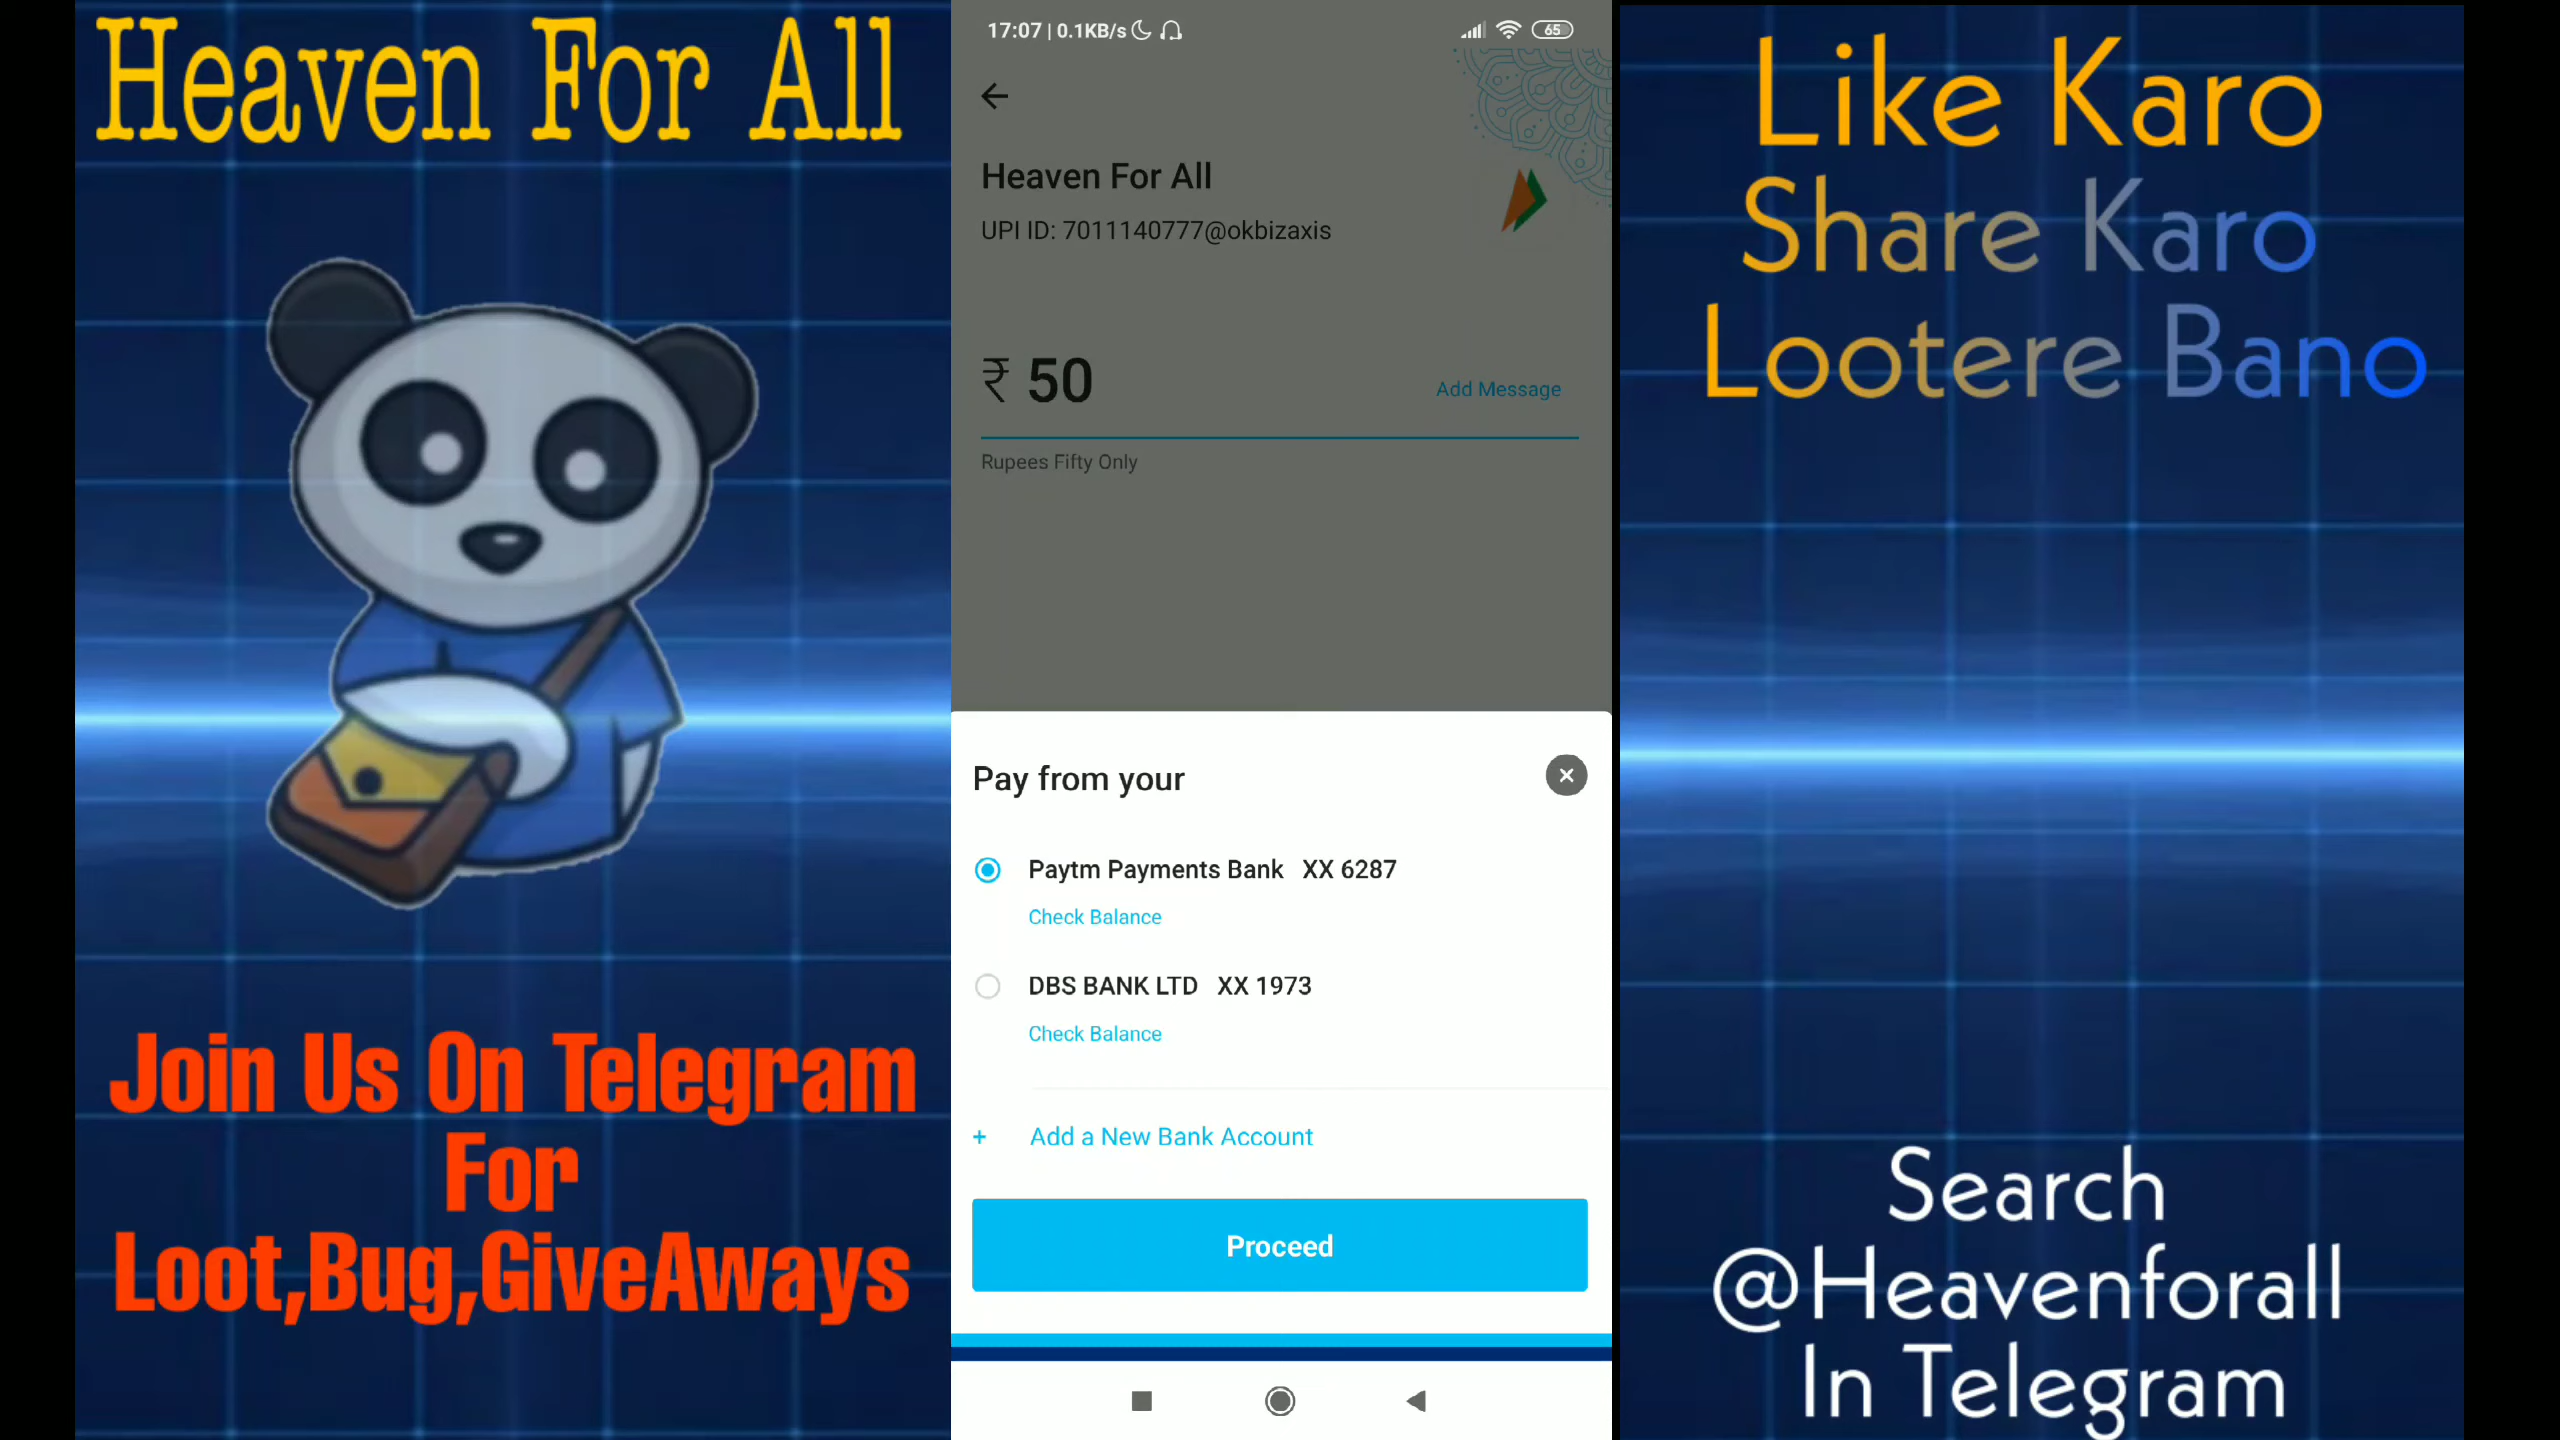 Heaven For All
Join Us On Telegram
For
Loot,Bug,GiveAways
17:07 | 0.1KB/s
65
Heaven For All
UPI ID: 7011140777@okbizaxis
₹ 50
Add Message
Rupees Fifty Only
Pay from your
Paytm Payments Bank XX 6287
Check Balance
DBS BANK LTD XX 1973
Check Balance
+ Add a New Bank Account
Proceed
Like Karo
Share Karo
Lootere Bano
Search
@Heavenforall
In Telegram